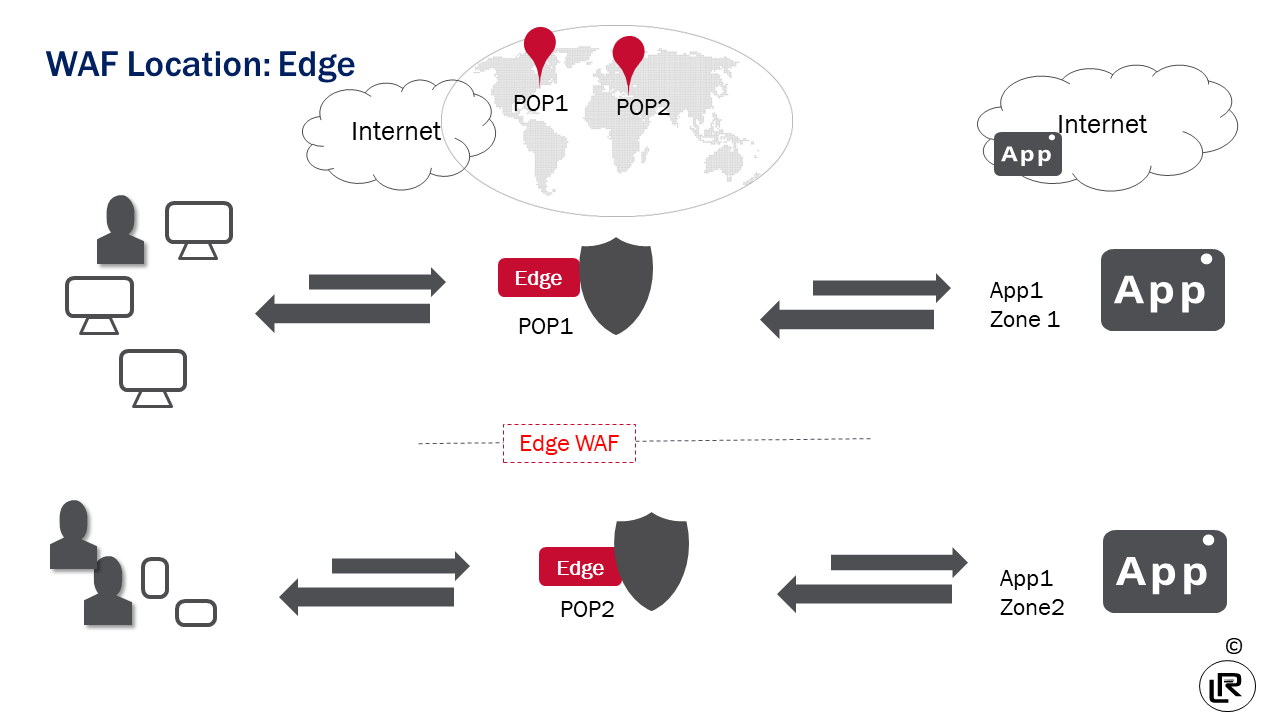 WAF Location: Edge
Internet
POP1
POP2
Internet
App
Edge
POP1
App1
Zone 1
App
Edge WAF
Edge
POP2
App1
Zone2
App
©
LR